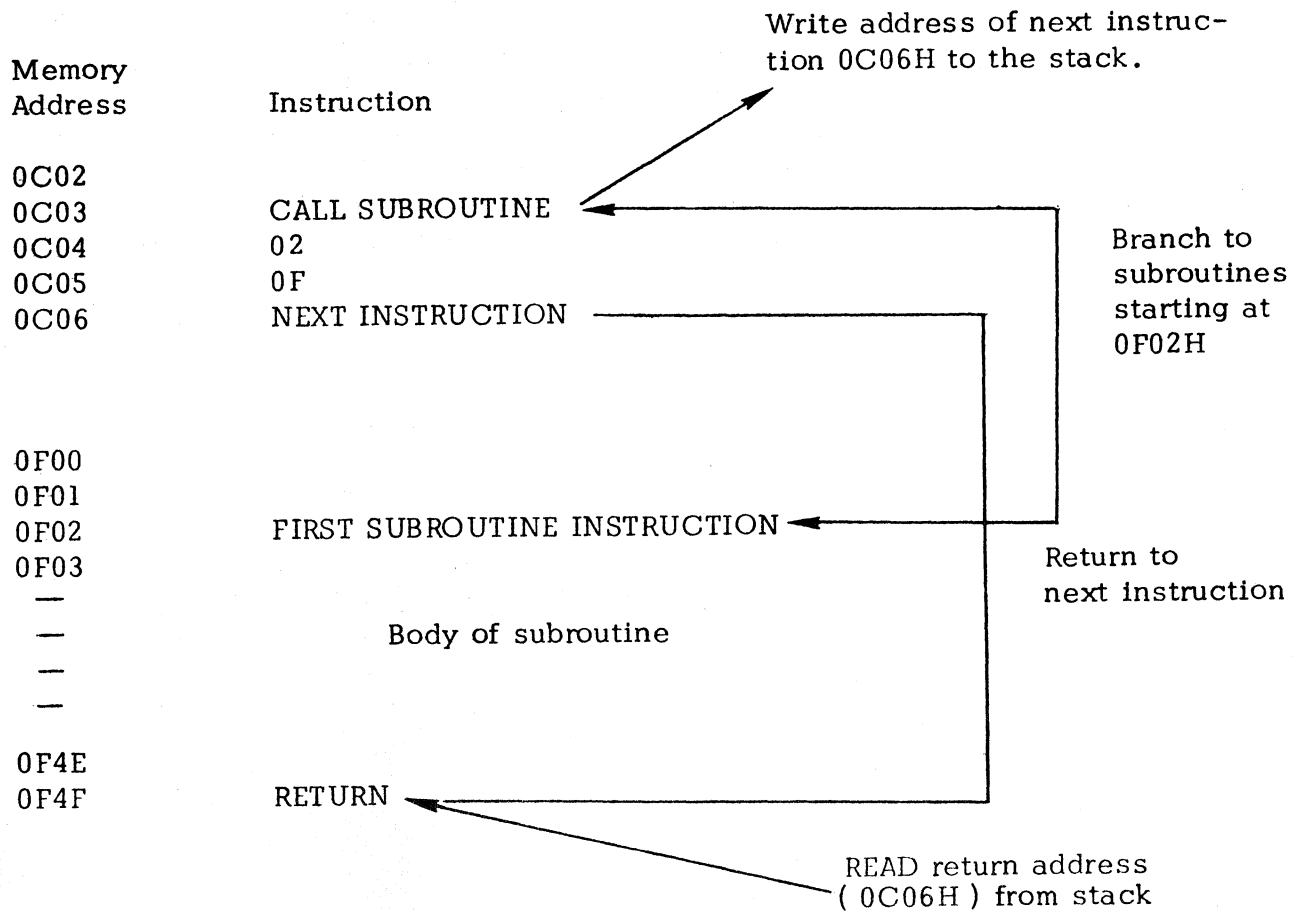 Write address of next instruc-
tion 0C06H to the stack.
Memory
Address Instruction
0C02
0C03 CALL SUBROUTINE
0C04 02
0C05 0F
0C06 NEXT INSTRUCTION
Branch to
subroutines
starting at
0F02H
0F00
0F01
0F02 FIRST SUBROUTINE INSTRUCTION
0F03
—
—
—
—
Body of subroutine
Return to
next instruction
0F4E
0F4F RETURN
READ return address
( 0C06H ) from stack